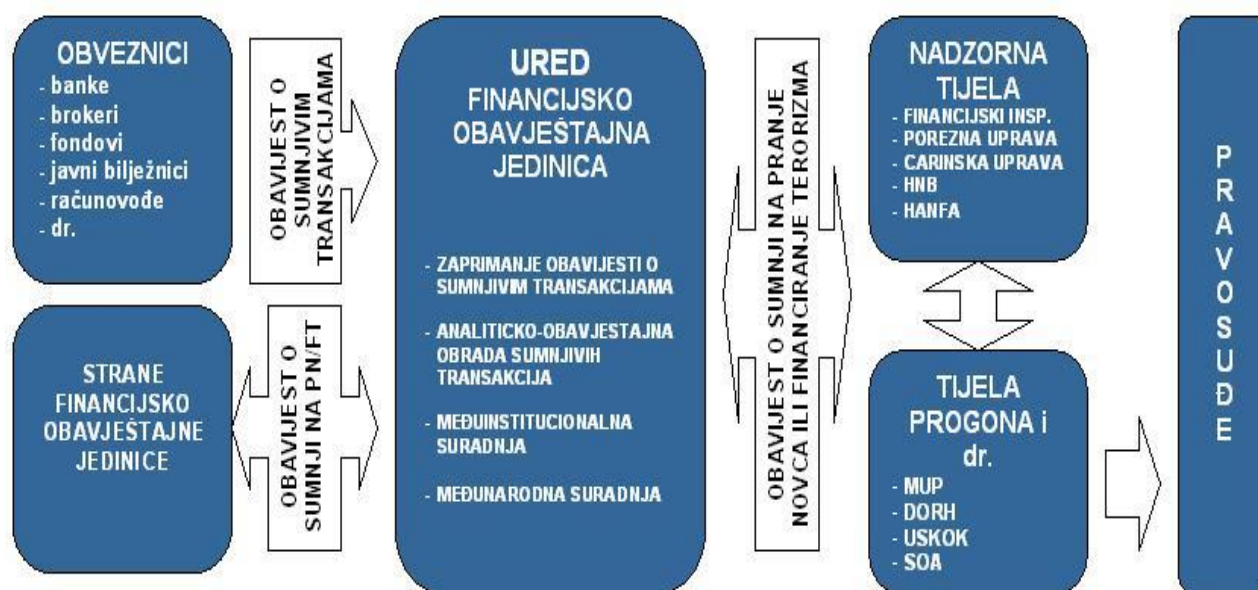 OBVEZNICI
- banke
- brokeri
- fondovi
- javni bilježnici
- računovođe
- dr.
OBAVIJEST O
SUMNJIVIM
TRANSAKCIJAMA
STRANE
FINANCIJSKO
OBAVJEŠTAJNE
JEDINICE
OBAVIJEST O
SUMNJI NA PN/FT
URED
FINANCIJSKO
OBAVJEŠTAJNA
JEDINICA
- ZAPRIMANJE OBAVIJESTI O
SUMNJIVIM TRANSAKCIJAMA
- ANALITICKO-OBAVJESTAJNA
OBRADA SUMNJIVIH
TRANSAKCIJA
- MEĐUINSTITUCIONALNA
SURADNJA
- MEĐUNARODNA SURADNJA
OBAVIJEST O SUMNJI NA PRANJE
NOVCA ILI FINANCIRANJE TERORIZMA
NADZORNA
TIJELA
- FINANCIJSKI INSP.
- POREZNA UPRAVA
- CARINSKA UPRAVA
- HNB
- HANFA
TIJELA
PROGONA i
dr.
- MUP
- DORH
- USKOK
- SOA
PRAVOSUĐE